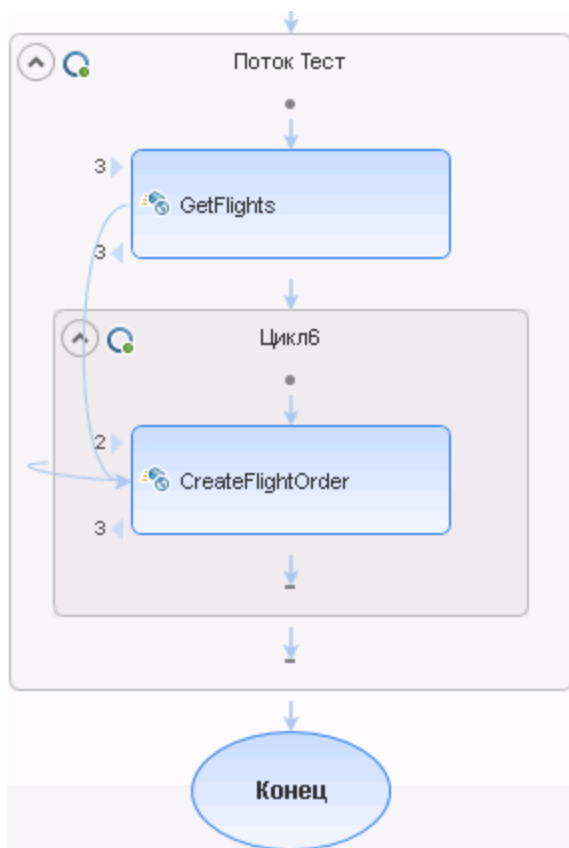 Поток Тест
3
GetFlights
3
Цикл6
2
CreateFlightOrder
3
Конец